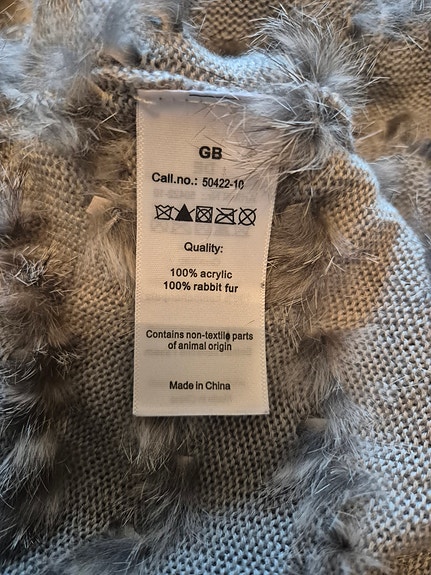 GB
Call.no.: 50422-10
Quality:
100% acrylic
100% rabbit fur
Contains non-textile parts
of animal origin
Made in China